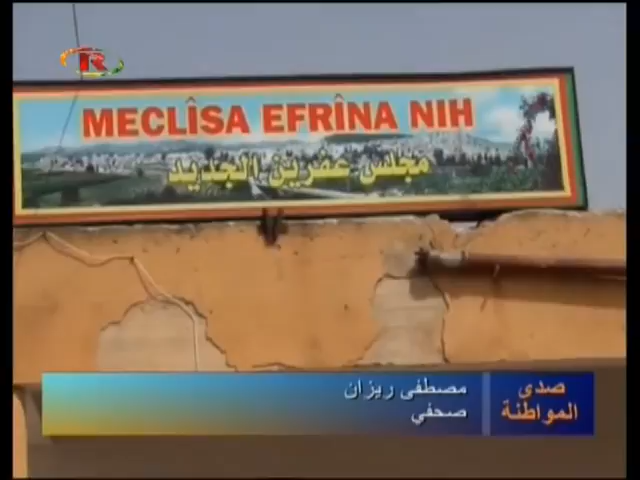 R
MECLÎSA EFRÎNA NIH
مجلس عفرين الجديد
صدى
المواطنة
مصطفى ريزان
صحفي